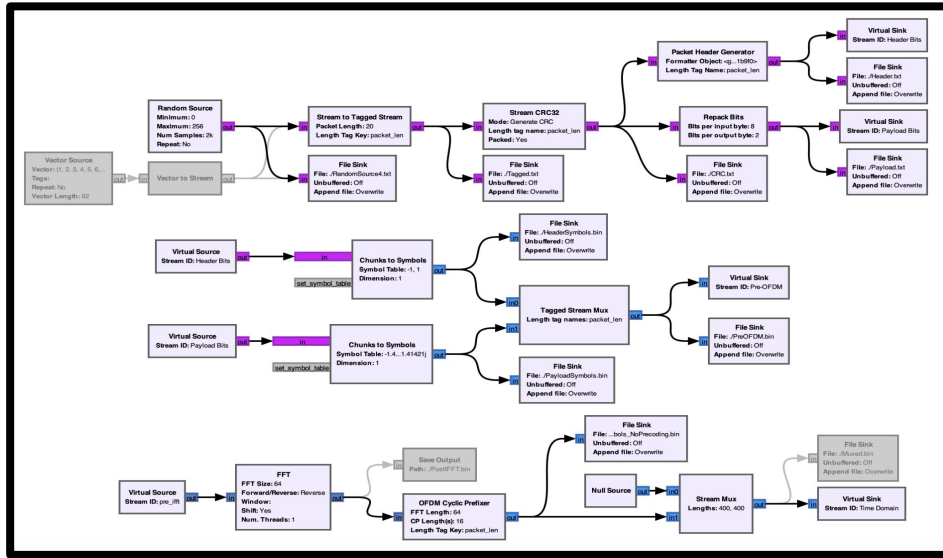 Virtual Sink
Stream ID: Header Bits
Packet Header Generator
Formatter Object: <g...1b9f0>
Length Tag Name: packet_len
in
out
in
File Sink
File: ./Header.txt
Unbuffered: Off
Append file: Overwrite
in
Random Source
Minimum: 0
Maximum: 256
Num Samples: 2k
Repeat: No
out
Stream to Tagged Stream
Packet Length: 20
Length Tag Key: packet_len
in
out
Stream CRC32
Mode: Generate CRC
Length tag name: packet_len
Packed: Yes
in
out
Repack Bits
Bits per input byte: 8
Bits per output byte: 2
in
out
Virtual Sink
Stream ID: Payload Bits
in
Vector Source
Vector: (1, 2, 3, 4, 5, 6...
Tags:
Repeat: No
Vector Length: 92
out
Vector to Stream
in
out
File Sink
File: ./RandomSource4.txt
Unbuffered: Off
Append file: Overwrite
in
File Sink
File: ./Tagged.txt
Unbuffered: Off
Append file: Overwrite
in
File Sink
File: ./CRC.txt
Unbuffered: Off
Append file: Overwrite
in
File Sink
File: ./Payload.txt
Unbuffered: Off
Append file: Overwrite
in
File Sink
File: ./HeaderSymbols.bin
Unbuffered: Off
Append file: Overwrite
in
Virtual Source
Stream ID: Header Bits
out
in
set_symbol_table
Chunks to Symbols
Symbol Table: -1, 1
Dimension: 1
out
Virtual Sink
Stream ID: Pre-OFDM
in
Tagged Stream Mux
Length tag names: packet_len
in0
in1
out
Virtual Source
Stream ID: Payload Bits
out
in
set_symbol_table
Chunks to Symbols
Symbol Table: -1.4...1.41421j
Dimension: 1
out
File Sink
File: ./PreOFDM.bin
Unbuffered: Off
Append file: Overwrite
in
File Sink
File: ./PayloadSymbols.bin
Unbuffered: Off
Append file: Overwrite
in
File Sink
File: ...bols_NoPrecoding.bin
Unbuffered: Off
Append file: Overwrite
in
Save Output
Path: ./PostFFT.bin
in
File Sink
File: ./Muxed.bin
Unbuffered: Off
Append file: Overwrite
in
Virtual Source
Stream ID: pre_ifft
out
FFT
FFT Size: 64
Forward/Reverse: Reverse
Window:
Shift: Yes
Num. Threads: 1
in
out
OFDM Cyclic Prefixer
FFT Length: 64
CP Length(s): 16
Length Tag Key: packet_len
in
out
Null Source
out
Stream Mux
Lengths: 400, 400
in0
in1
out
Virtual Sink
Stream ID: Time Domain
in